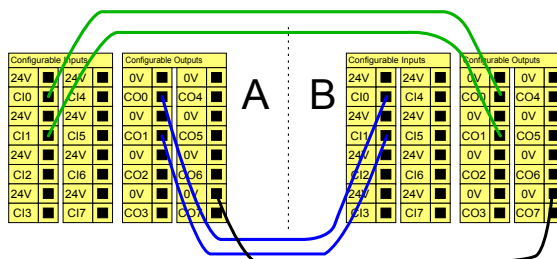 Configurable Inputs Configurable Outputs Configurable Inputs Configurable Outputs
24V 24V 0V 0V A B 24V 24V 0V 0V
CI0 CI4 CO0 CO4 CI0 CI4 CO0 CO4
24V 24V 0V 0V 24V 24V 0V 0V
CI1 CI5 CO1 CO5 CI1 CI5 CO1 CO5
24V 24V 0V 0V 24V 24V 0V 0V
CI2 CI6 CO2 CO6 CI2 CI6 CO2 CO6
24V 24V 0V 0V 24V 24V 0V 0V
CI3 CI7 CO3 CO7 CI3 CI7 CO3 CO7